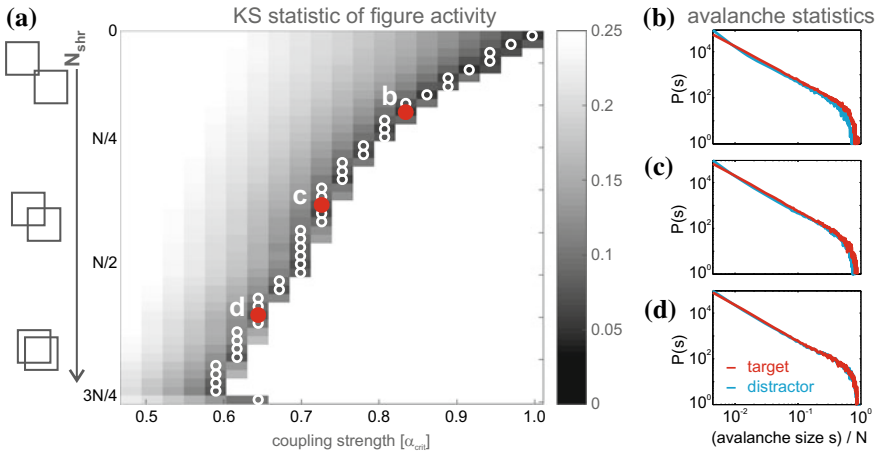 (a)
KS statistic of figure activity
N_shr
0
N/4
N/2
3N/4
b
c
d
0.5 0.6 0.7 0.8 0.9 1.0
coupling strength [α_crit]
0.25
0.2
0.15
0.1
0.05
0
(b) avalanche statistics
P(s)
10^4
10^2
10^0
(c)
P(s)
10^4
10^2
10^0
(d)
P(s)
10^4
10^2
10^0
target
distractor
10^-2 10^-1 10^0
(avalanche size s) / N